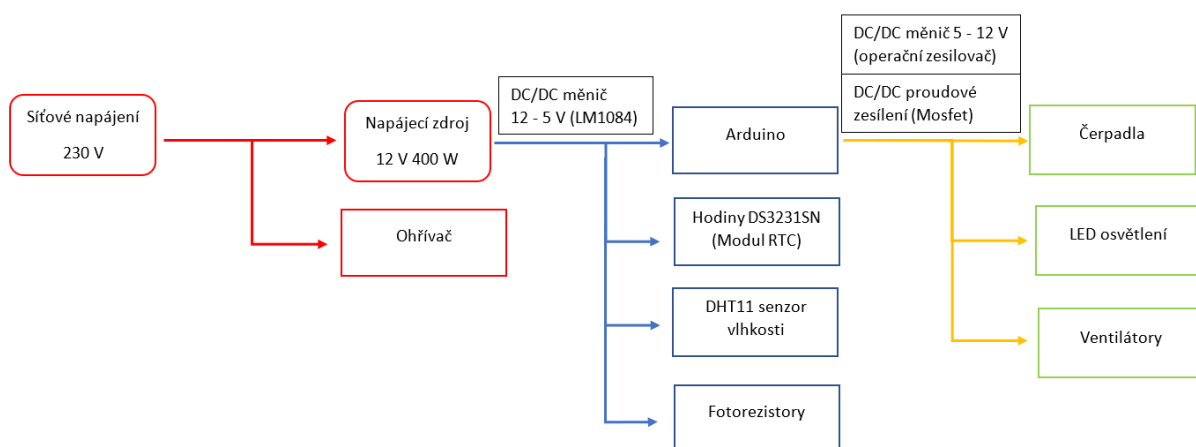 Síťové napájení
230 V
Napájecí zdroj
12 V 400 W
Ohřívač
DC/DC měnič
12 - 5 V (LM1084)
Arduino
Hodiny DS3231SN
(Modul RTC)
DHT11 senzor
vlhkosti
Fotorezistory
DC/DC měnič 5 - 12 V
(operační zesilovač)
DC/DC proudové
zesílení (Mosfet)
Čerpadla
LED osvětlení
Ventilátory